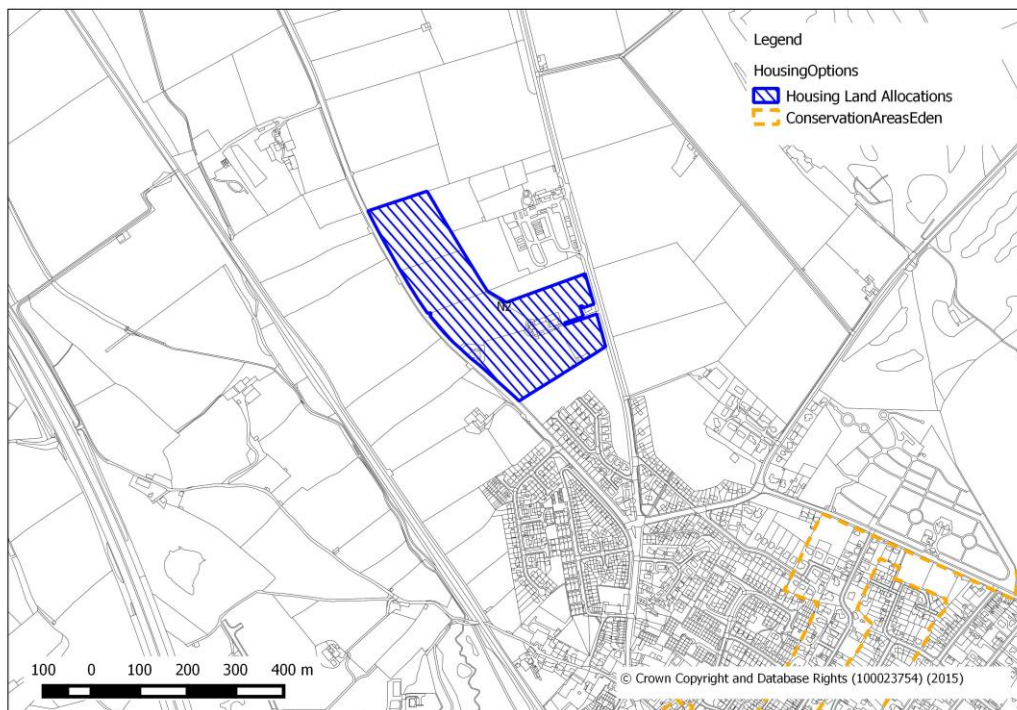 Legend
HousingOptions
Housing Land Allocations
ConservationAreasEden
N2
100 0 100 200 300 400 m
© Crown Copyright and Database Rights (100023754) (2015)